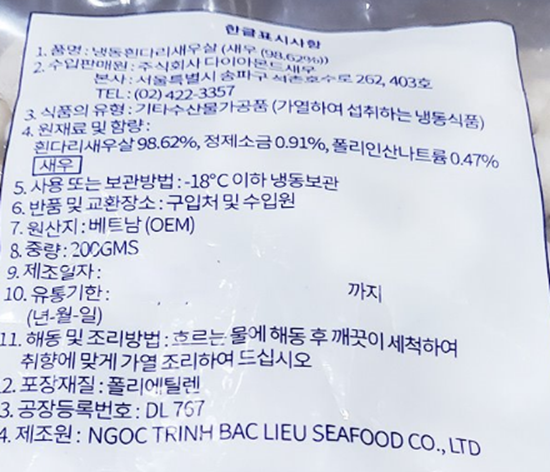 한글표시사항
1. 품명 : 냉동흰다리새우살 (새우 (98.62%))
2. 수입판매원 : 주식회사 다이아몬드새우
본사 : 서울특별시 송파구 석촌호수로 262, 403호
TEL : (02) 422-3357
3. 식품의 유형 : 기타수산물가공품 (가열하여 섭취하는 냉동식품)
4. 원재료 및 함량 :
흰다리새우살 98.62%, 정제소금 0.91%, 폴리인산나트륨 0.47%
새우
5. 사용 또는 보관방법 : -18°C 이하 냉동보관
6. 반품 및 교환장소 : 구입처 및 수입원
7. 원산지 : 베트남 (OEM)
8. 중량 : 200GMS
9. 제조일자 :
10. 유통기한 : 까지
(년-월-일)
11. 해동 및 조리방법 : 흐르는 물에 해동 후 깨끗이 세척하여
취향에 맞게 가열 조리하여 드십시오
2. 포장재질 : 폴리에틸렌
3. 공장등록번호 : DL 767
4. 제조원 : NGOC TRINH BAC LIEU SEAFOOD CO., LTD